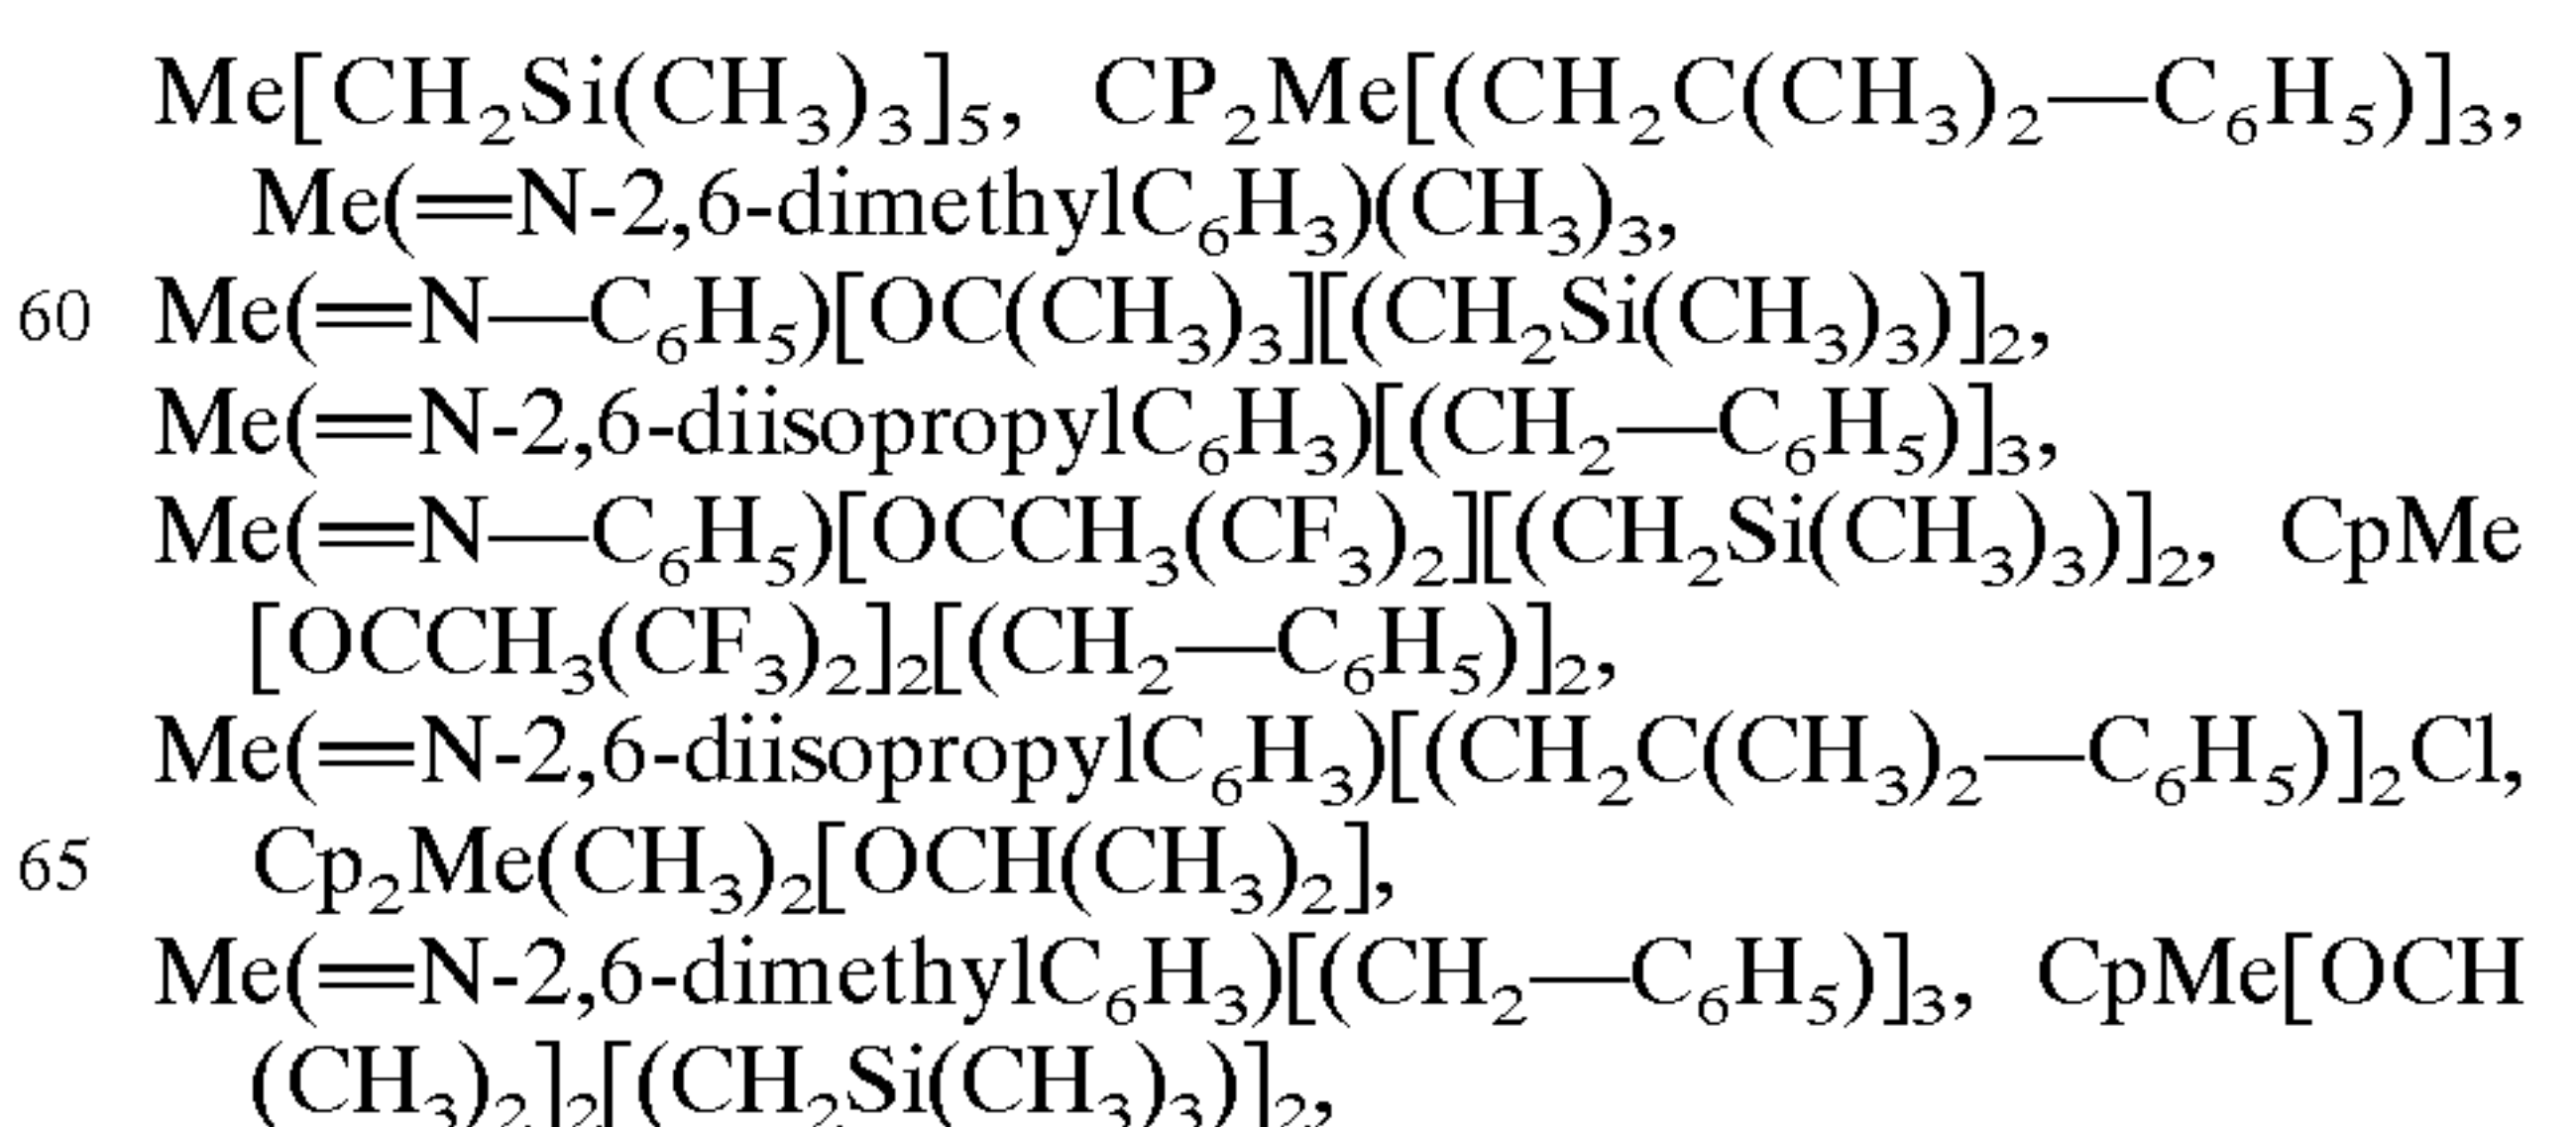 Me[CH₂Si(CH₃)₃]₅, CP₂Me[(CH₂C(CH₃)₂—C₆H₅)]₃,
Me(=N-2,6-dimethylC₆H₃)(CH₃)₃,
60 Me(=N—C₆H₅)[OC(CH₃)₃][(CH₂Si(CH₃)₃)]₂,
Me(=N-2,6-diisopropylC₆H₃)[(CH₂—C₆H₅)]₃,
Me(=N—C₆H₅)[OCCH₃(CF₃)₂][(CH₂Si(CH₃)₃)]₂, CpMe
[OCCH₃(CF₃)₂]₂[(CH₂—C₆H₅)]₂,
Me(=N-2,6-diisopropylC₆H₃)[(CH₂C(CH₃)₂—C₆H₅)]₂Cl,
65 Cp₂Me(CH₃)₂[OCH(CH₃)₂],
Me(=N-2,6-dimethylC₆H₃)[(CH₂—C₆H₅)]₃, CpMe[OCH
(CH₃)₂]₂[(CH₂Si(CH₃)₃)]₂,